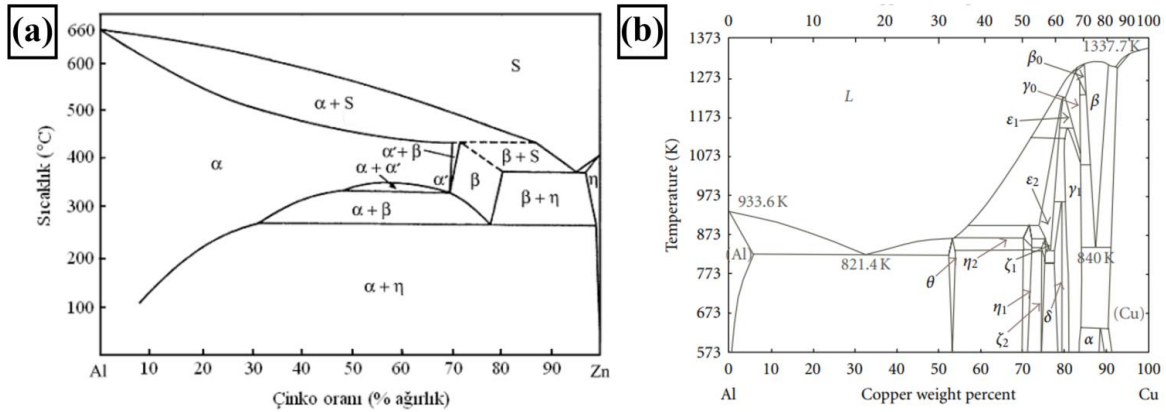 (a)
660
600
500
400
300
200
100
Sıcaklık (°C)
S
α + S
α
α'+ β
α + α'
α'
β + S
β
η
β + η
α + β
α + η
Al 10 20 30 40 50 60 70 80 90 Zn
Çinko oranı (% ağırlık)
(b)
0 10 20 30 40 50 60 70 80 90 100
1373
1273
1173
1073
973
873
773
673
573
Temperature (K)
L
1337.7 K
β0
γ0
β
ε1
ε2
γ1
933.6 K
(Al)
821.4 K
θ
η2
ζ1
840 K
η1
ζ2
δ
(Cu)
α
0 10 20 30 40 50 60 70 80 90 100
Al Copper weight percent Cu